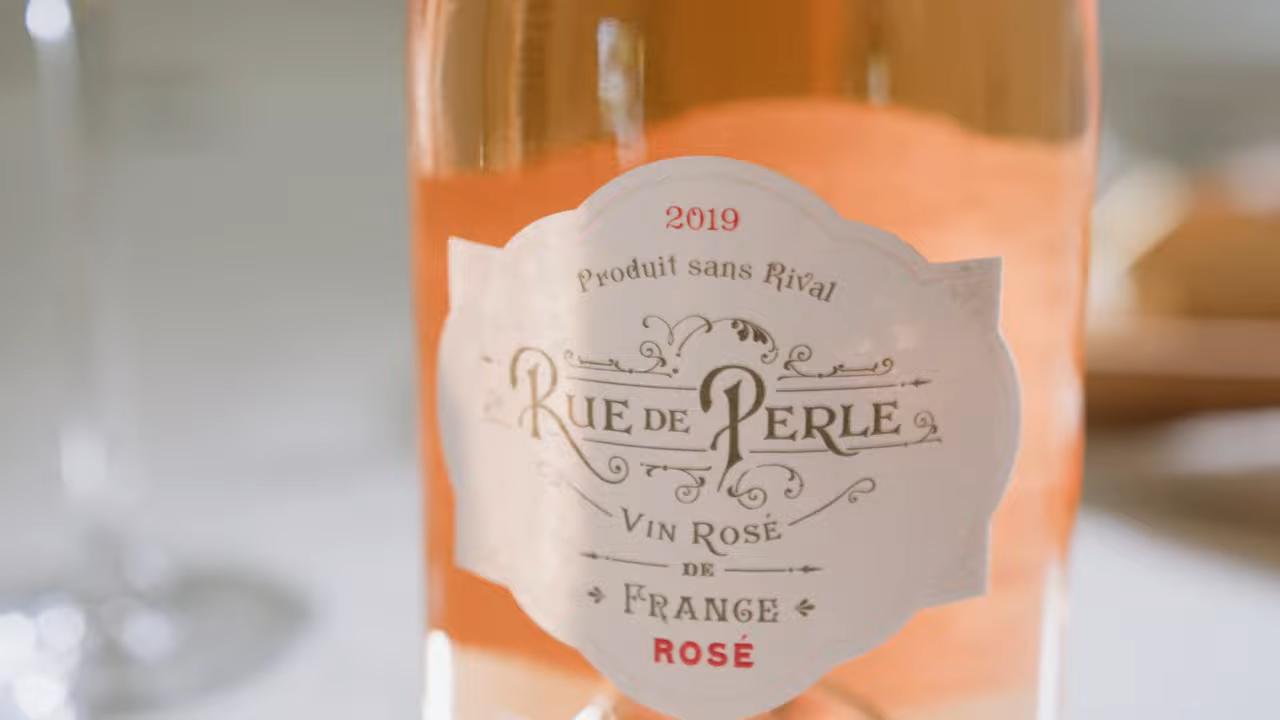 2019
Produit sans Rival
RUE DE PERLE
VIN ROSÉ
DE
FRANCE
ROSÉ